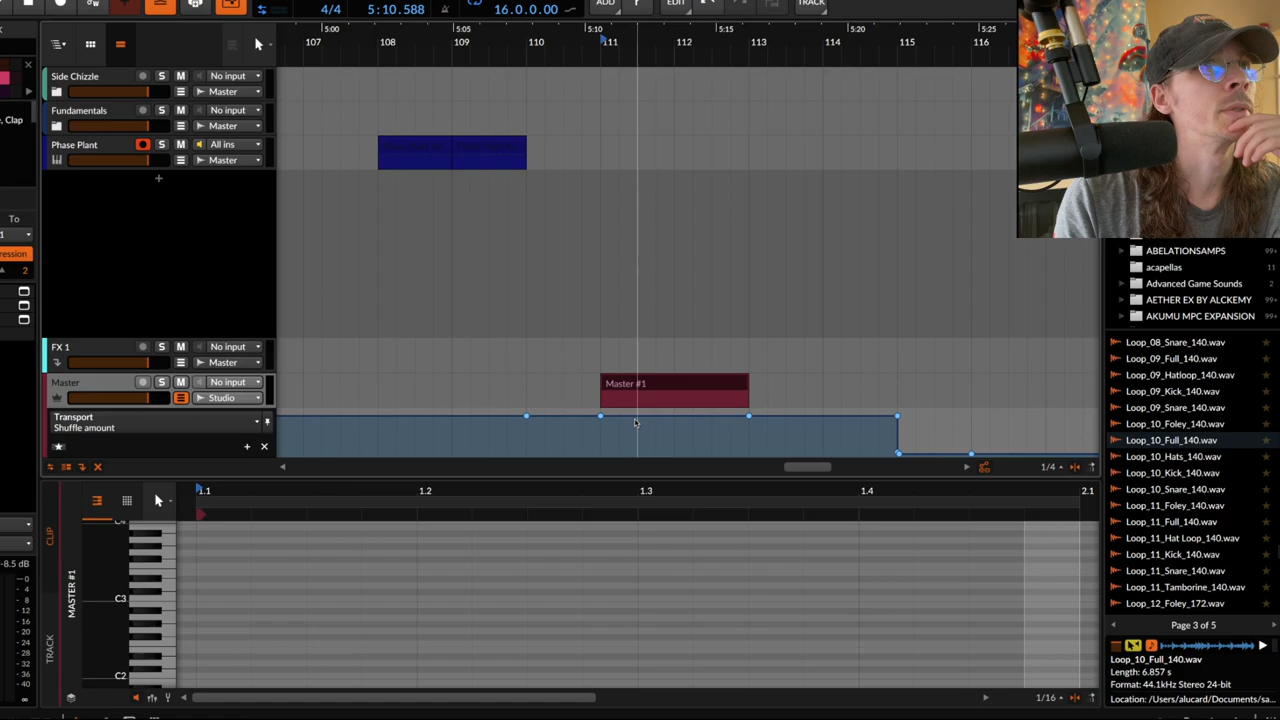 4/4
5:10.588
16.0.0.00
ADD
EDIT
TRACK
5:00
5:05
5:10
5:15
5:20
5:25
107
108
109
110
111
112
113
114
115
116
Side Chizzle
S
M
No input
Master
Fundamentals
S
M
No input
Master
Phase Plant
S
M
All ins
Master
, Clap
To
ression
2
FX 1
S
M
No input
Master
Master
S
M
No input
Studio
Master #1
Transport
Shuffle amount
1/4
1.1
1.2
1.3
1.4
2.1
CLIP
TRACK
MASTER #1
C4
C3
C2
-8.5 dB
0
4
8
12
16
20
24
28
32
36
40
1/16
ABELATIONSAMPS 99+
acapellas 11
Advanced Game Sounds 2
AETHER EX BY ALCKEMY 99+
AKUMU MPC EXPANSION 99+
Loop_08_Snare_140.wav
Loop_09_Full_140.wav
Loop_09_Hatloop_140.wav
Loop_09_Kick_140.wav
Loop_09_Snare_140.wav
Loop_10_Foley_140.wav
Loop_10_Full_140.wav
Loop_10_Hats_140.wav
Loop_10_Kick_140.wav
Loop_10_Snare_140.wav
Loop_11_Foley_140.wav
Loop_11_Full_140.wav
Loop_11_Hat Loop_140.wav
Loop_11_Kick_140.wav
Loop_11_Snare_140.wav
Loop_11_Tamborine_140.wav
Loop_12_Foley_172.wav
Page 3 of 5
Loop_10_Full_140.wav
Length: 6.857 s
Format: 44.1kHz Stereo 24-bit
Location: /Users/alucard/Documents/sa...